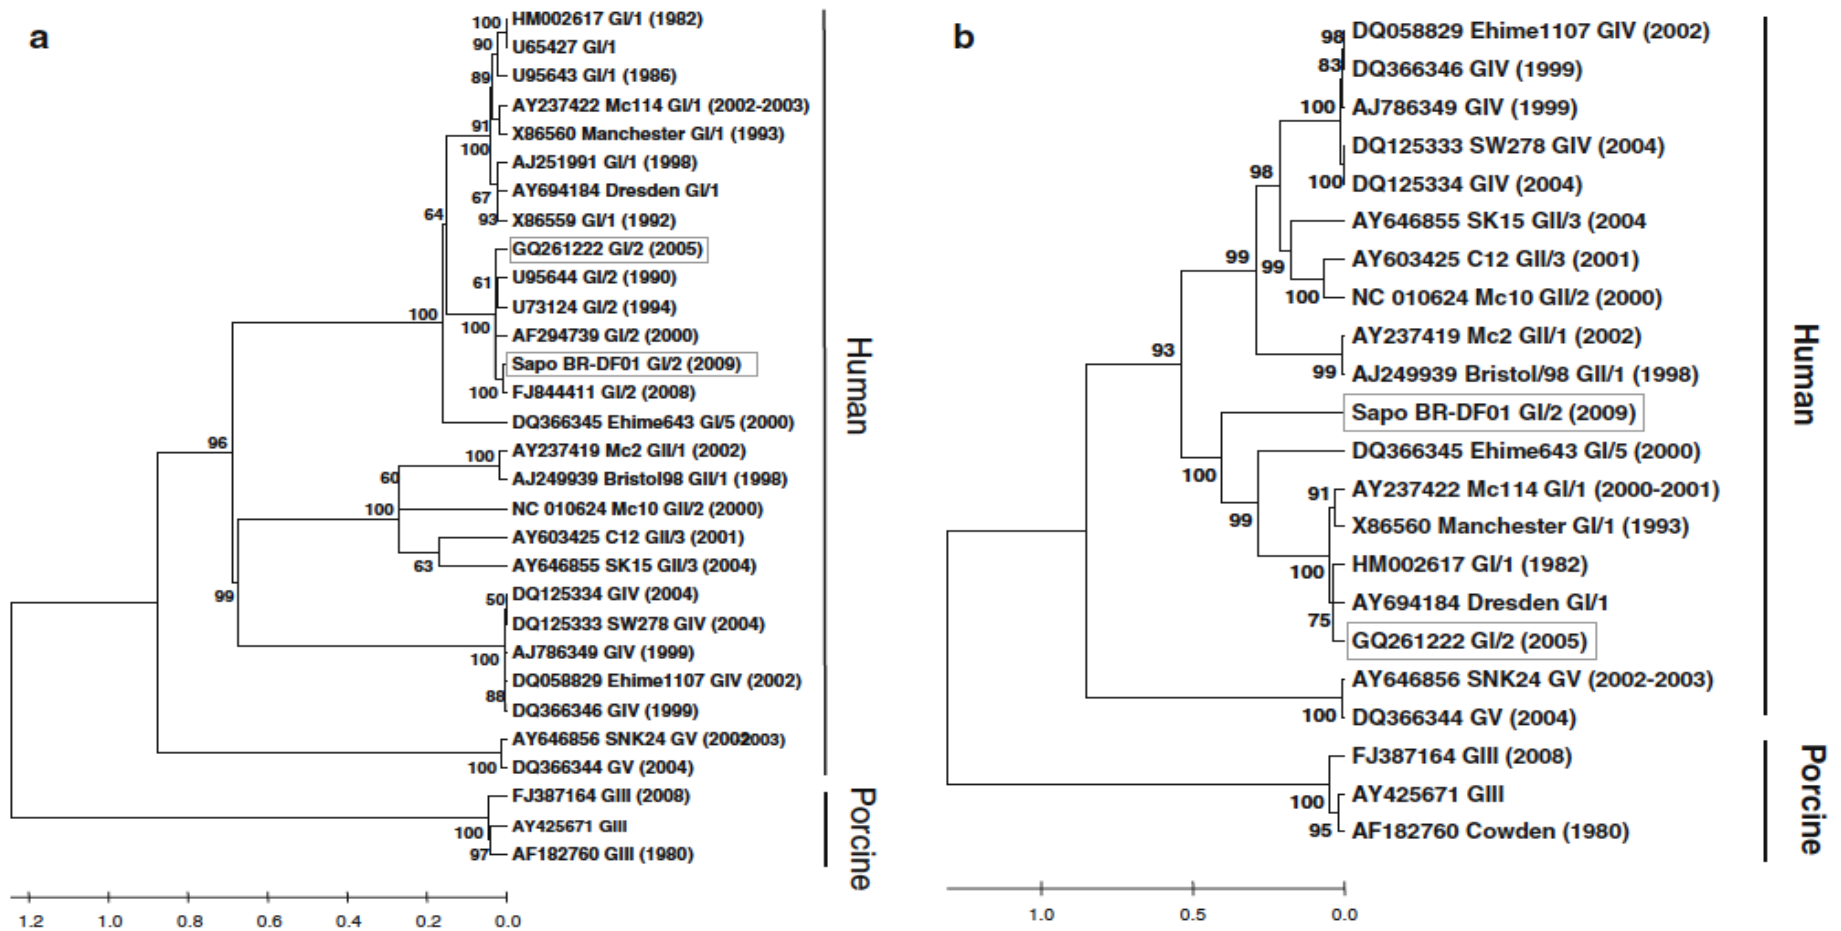 a
100 HM002617 GI/1 (1982)
90 U65427 GI/1
89 U95643 GI/1 (1986)
AY237422 Mc114 GI/1 (2002-2003)
91 X86560 Manchester GI/1 (1993)
100
AJ251991 GI/1 (1998)
67 AY694184 Dresden GI/1
93 X86559 GI/1 (1992)
64
GQ261222 GI/2 (2005)
61 U95644 GI/2 (1990)
U73124 GI/2 (1994)
100 100 AF294739 GI/2 (2000)
Sapo BR-DF01 GI/2 (2009)
100 FJ844411 GI/2 (2008)
DQ366345 Ehime643 GI/5 (2000)
96
100 AY237419 Mc2 GII/1 (2002)
60 AJ249939 Bristol98 GII/1 (1998)
100 NC 010624 Mc10 GII/2 (2000)
AY603425 C12 GII/3 (2001)
63 AY646855 SK15 GII/3 (2004)
99
50 DQ125334 GIV (2004)
DQ125333 SW278 GIV (2004)
100 AJ786349 GIV (1999)
88 DQ058829 Ehime1107 GIV (2002)
DQ366346 GIV (1999)
AY646856 SNK24 GV (2002-2003)
100 DQ366344 GV (2004)
FJ387164 GIII (2008)
100 AY425671 GIII
97 AF182760 GIII (1980)
Human
Porcine
1.2 1.0 0.8 0.6 0.4 0.2 0.0
b
98 DQ058829 Ehime1107 GIV (2002)
83 DQ366346 GIV (1999)
100 AJ786349 GIV (1999)
DQ125333 SW278 GIV (2004)
98 100 DQ125334 GIV (2004)
AY646855 SK15 GII/3 (2004
99 99 AY603425 C12 GII/3 (2001)
100 NC 010624 Mc10 GII/2 (2000)
93
AY237419 Mc2 GII/1 (2002)
99 AJ249939 Bristol/98 GII/1 (1998)
Sapo BR-DF01 GI/2 (2009)
100
DQ366345 Ehime643 GI/5 (2000)
91 AY237422 Mc114 GI/1 (2000-2001)
99 X86560 Manchester GI/1 (1993)
100 HM002617 GI/1 (1982)
AY694184 Dresden GI/1
75 GQ261222 GI/2 (2005)
AY646856 SNK24 GV (2002-2003)
100 DQ366344 GV (2004)
FJ387164 GIII (2008)
100 AY425671 GIII
95 AF182760 Cowden (1980)
Human
Porcine
1.0 0.5 0.0